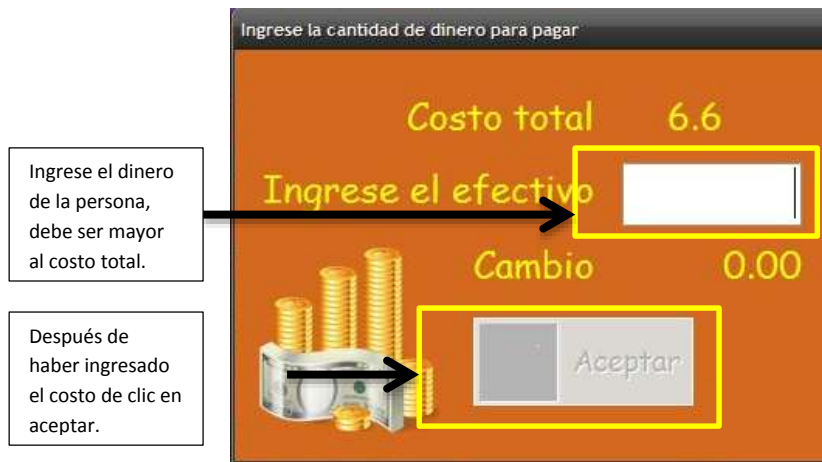 Ingrese la cantidad de dinero para pagar
Costo total 6.6
Ingrese el dinero
de la persona,
debe ser mayor
al costo total.
Ingrese el efectivo
Cambio 0.00
Después de
haber ingresado
el costo de clic en
aceptar.
Aceptar